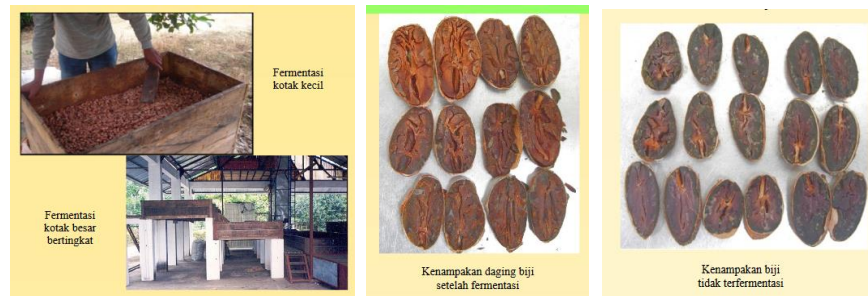 Fermentasi
kotak kecil
Fermentasi
kotak besar
bertingkat
Kenampakan daging biji
setelah fermentasi
Kenampakan biji
tidak terfermentasi